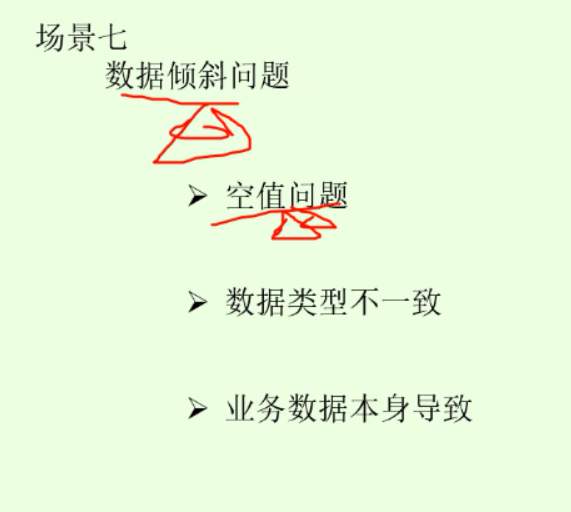 场景七
数据倾斜问题
➢ 空值问题
➢ 数据类型不一致
➢ 业务数据本身导致